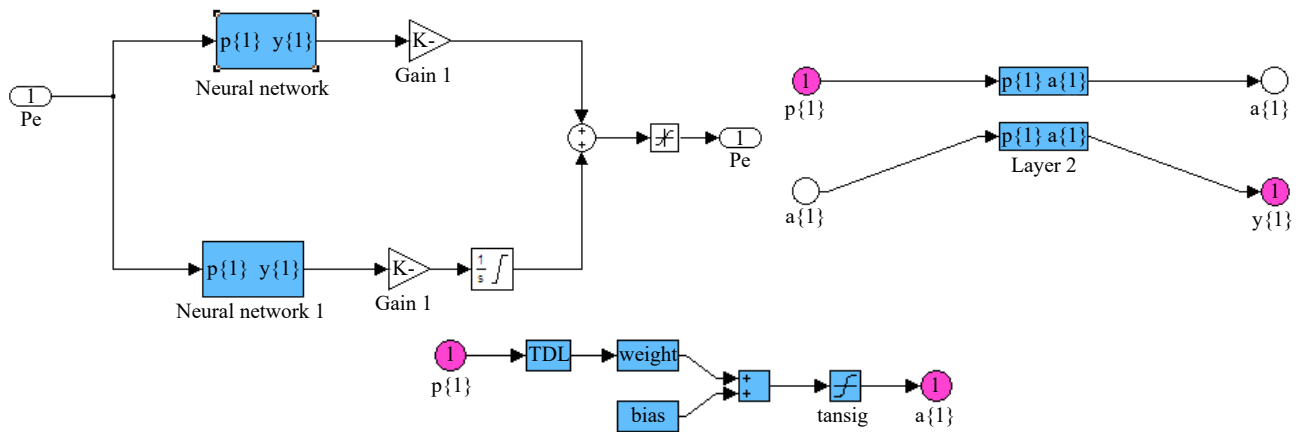 p{1} y{1}
Neural network
K-
Gain 1
1
Pe
+
+
1
Pe
p{1} y{1}
Neural network 1
K-
Gain 1
1
s
1
p{1}
p{1} a{1}
a{1}
p{1} a{1}
Layer 2
a{1}
1
y{1}
1
p{1}
TDL
weight
bias
+
+
tansig
1
a{1}